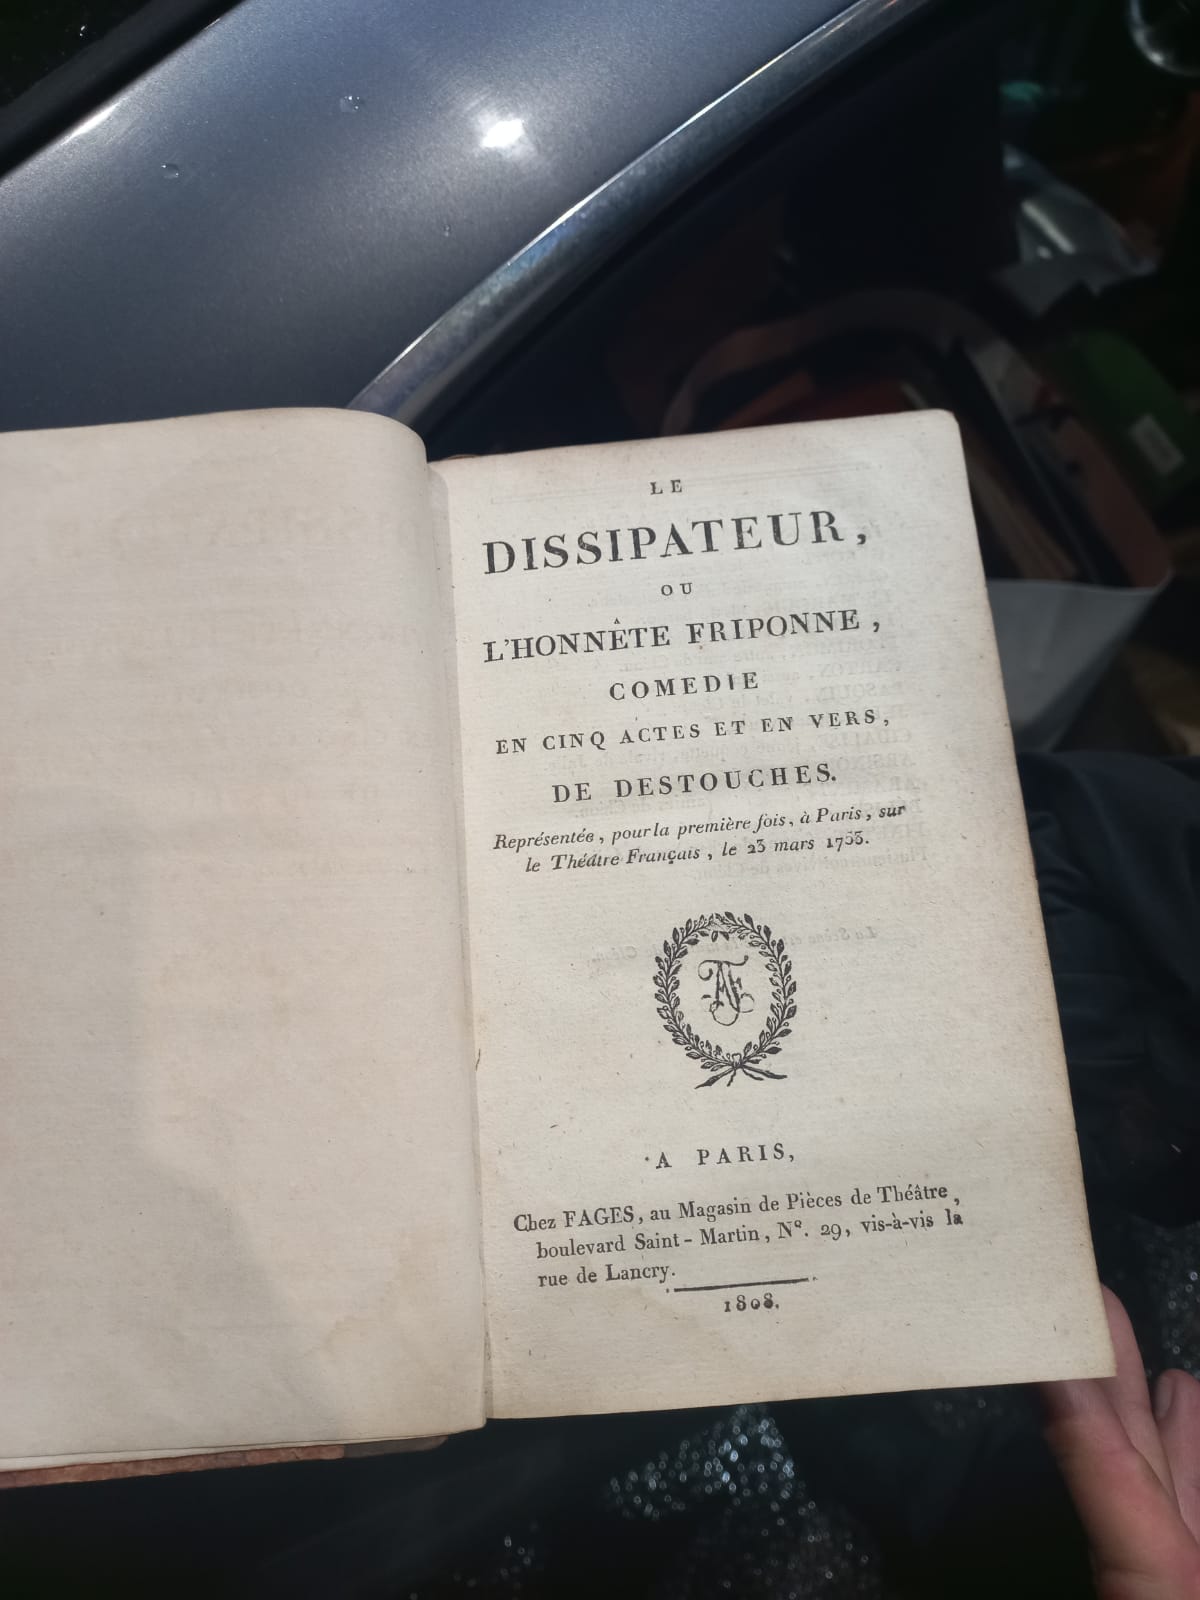 LE
DISSIPATEUR,
OU
L'HONNÊTE FRIPONNE,
COMEDIE
EN CINQ ACTES ET EN VERS,
DE DESTOUCHES.
Représentée, pour la première fois, à Paris, sur
le Théâtre Français, le 23 mars 1753.
AF
A PARIS,
Chez FAGES, au Magasin de Pièces de Théâtre,
boulevard Saint-Martin, N°. 29, vis-à-vis la
rue de Lancry.
1808.